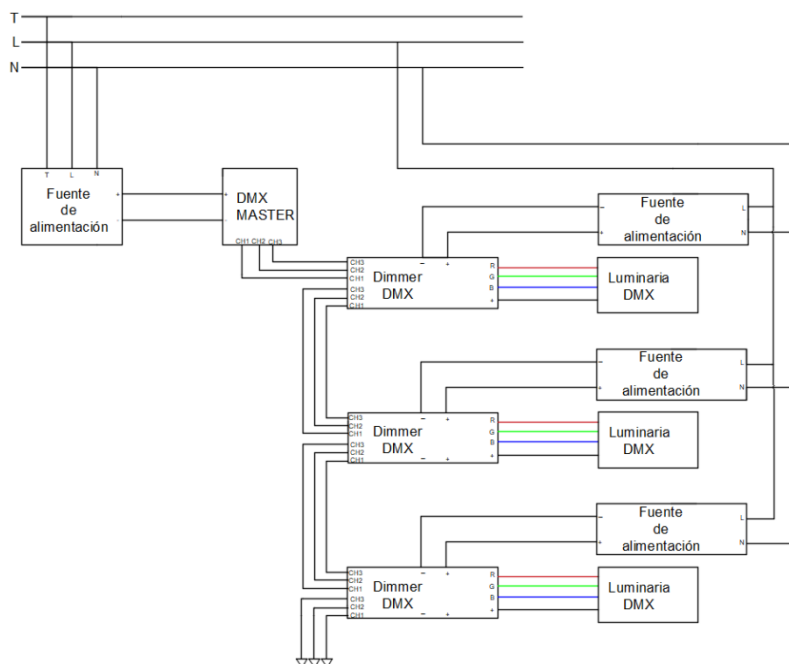 T
L
N
T L N
Fuente
de
alimentación
+
-
+
-
DMX
MASTER
CH1 CH2 CH3
−
+
Fuente
de
alimentación
L
N
CH3
CH2
CH1
CH3
CH2
CH1
− +
Dimmer
DMX
R
G
B
+
Luminaria
DMX
−
+
Fuente
de
alimentación
L
N
CH3
CH2
CH1
CH3
CH2
CH1
− +
Dimmer
DMX
− +
R
G
B
+
Luminaria
DMX
−
+
Fuente
de
alimentación
L
N
CH3
CH2
CH1
CH3
CH2
CH1
− +
Dimmer
DMX
− +
R
G
B
+
Luminaria
DMX